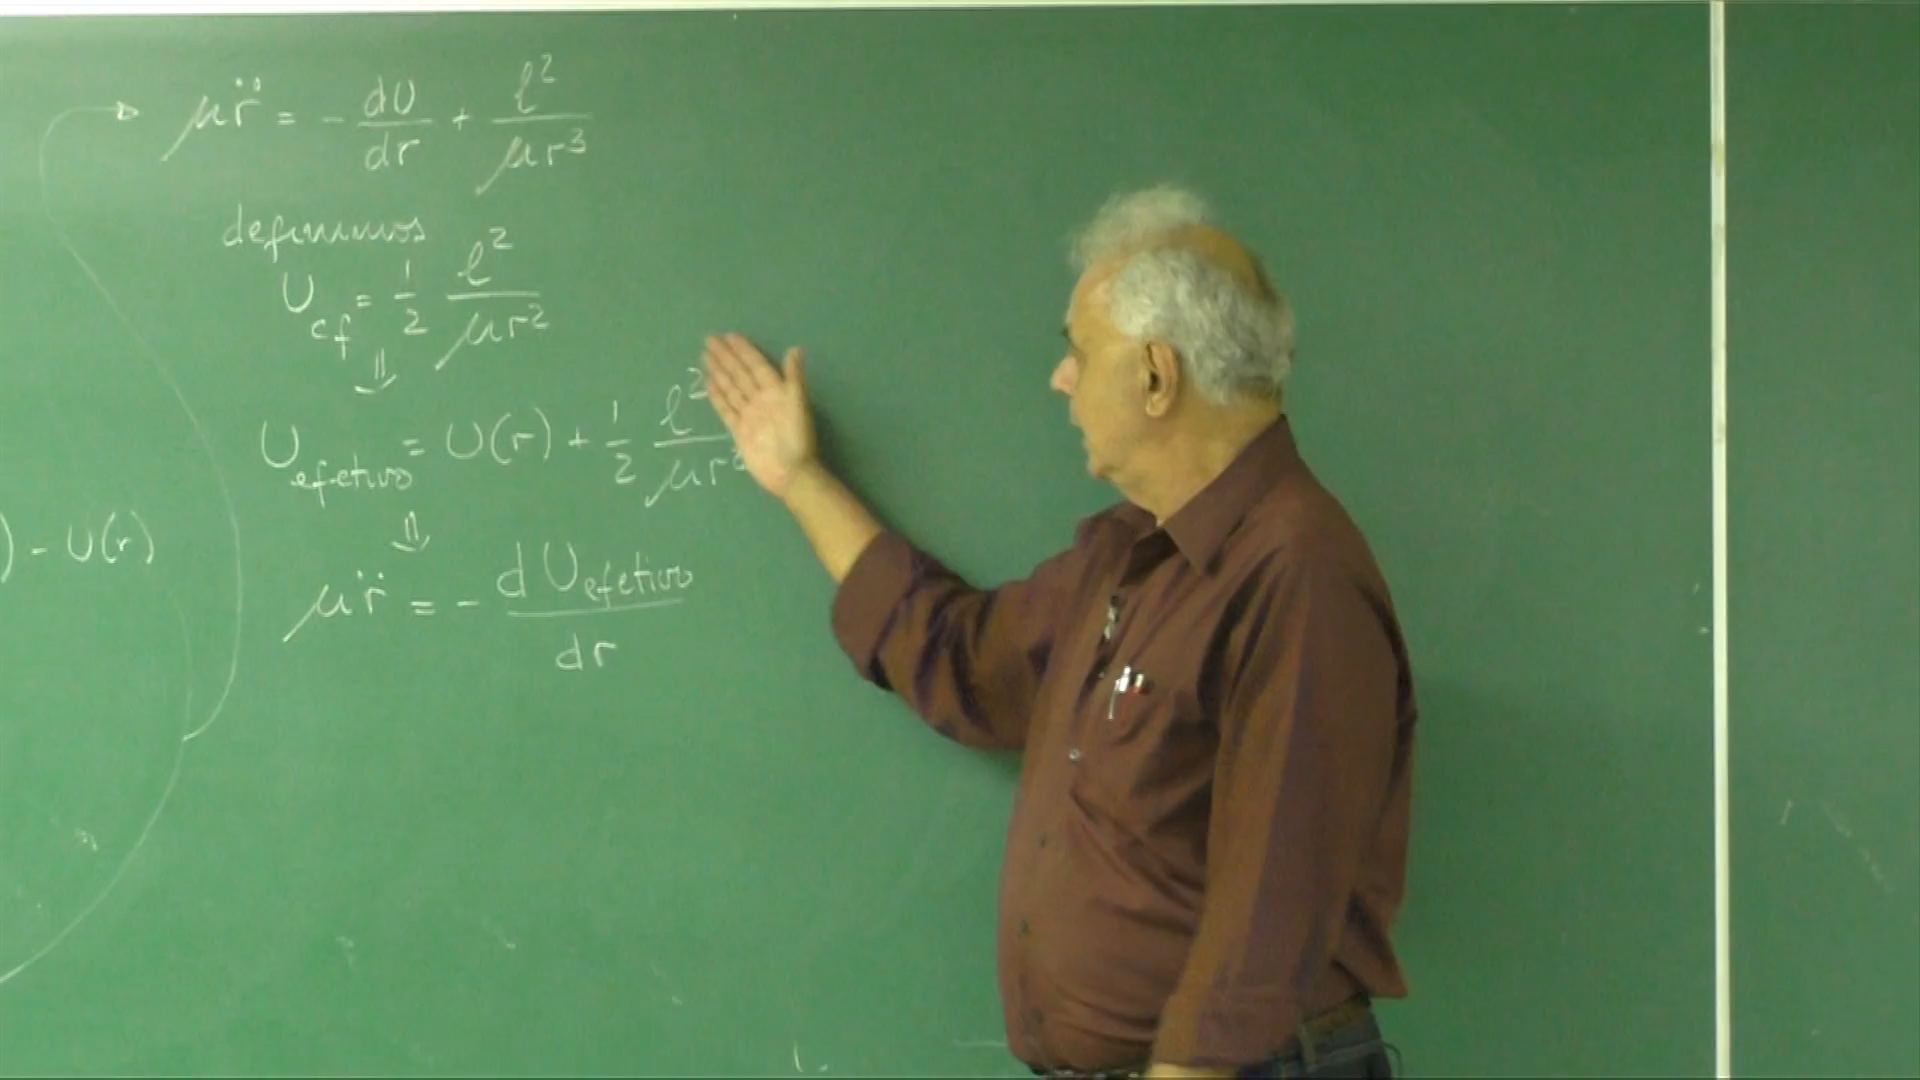 μr̈ = - dU/dr + l²/μr³
definimos
U_cf = 1/2 l²/μr²
⇓
U_efetivo = U(r) + 1/2 l²/μr²
⇓
) - U(r)
μr̈ = - dU_efetivo/dr